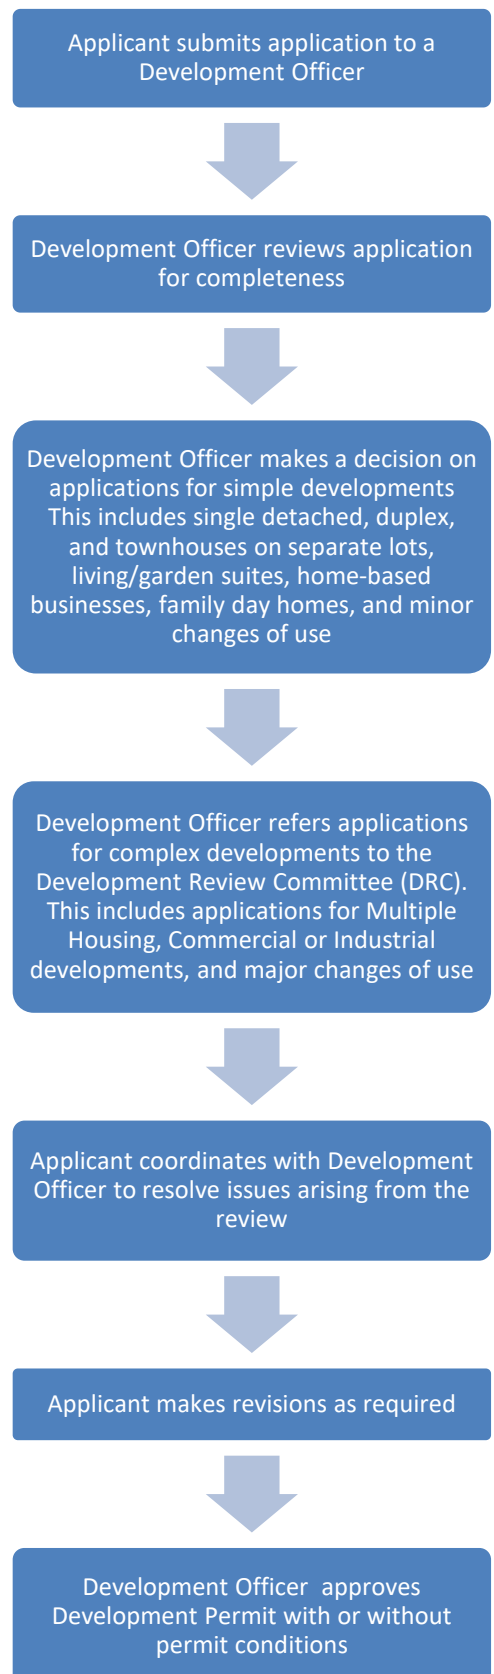 Applicant submits application to a
Development Officer
Development Officer reviews application
for completeness
Development Officer makes a decision on
applications for simple developments
This includes single detached, duplex,
and townhouses on separate lots,
living/garden suites, home-based
businesses, family day homes, and minor
changes of use
Development Officer refers applications
for complex developments to the
Development Review Committee (DRC).
This includes applications for Multiple
Housing, Commercial or Industrial
developments, and major changes of use
Applicant coordinates with Development
Officer to resolve issues arising from the
review
Applicant makes revisions as required
Development Officer  approves
Development Permit with or without
permit conditions